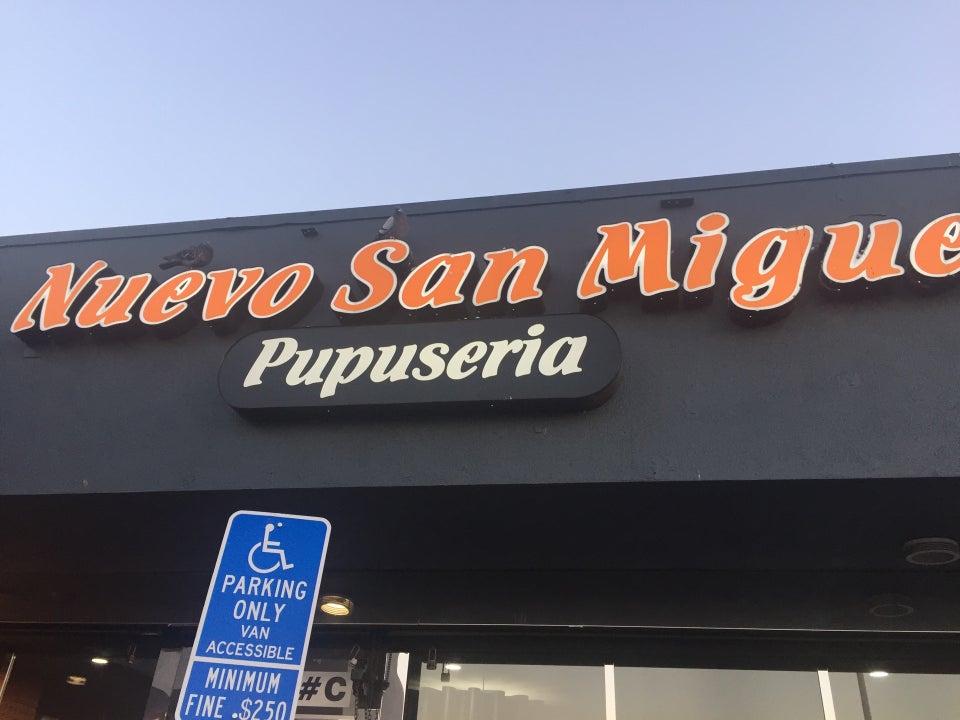 Nuevo San Migue
Pupuseria
PARKING
ONLY
VAN
ACCESSIBLE
MINIMUM
FINE $250
#C